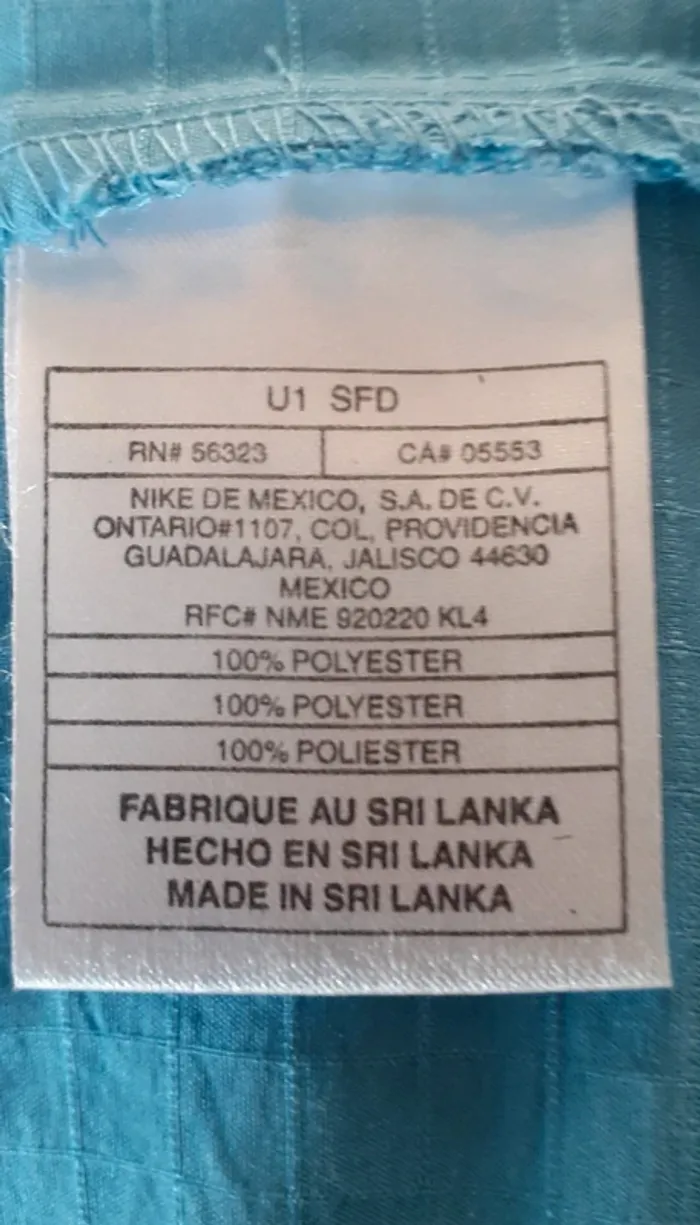 U1 SFD
RN# 56323 CA# 05553
NIKE DE MEXICO, S.A. DE C.V.
ONTARIO#1107, COL, PROVIDENCIA
GUADALAJARA, JALISCO 44630
MEXICO
RFC# NME 920220 KL4
100% POLYESTER
100% POLYESTER
100% POLIESTER
FABRIQUE AU SRI LANKA
HECHO EN SRI LANKA
MADE IN SRI LANKA